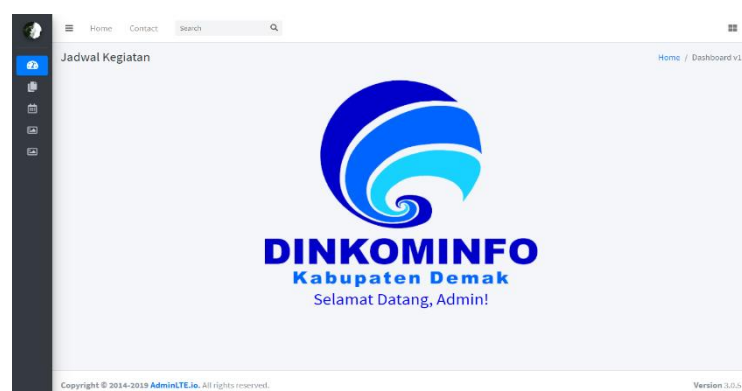 Home Contact Search
Jadwal Kegiatan
Home / Dashboard v1
DINKOMINFO
Kabupaten Demak
Selamat Datang, Admin!
Copyright © 2014-2019 AdminLTE.io. All rights reserved.
Version 3.0.5